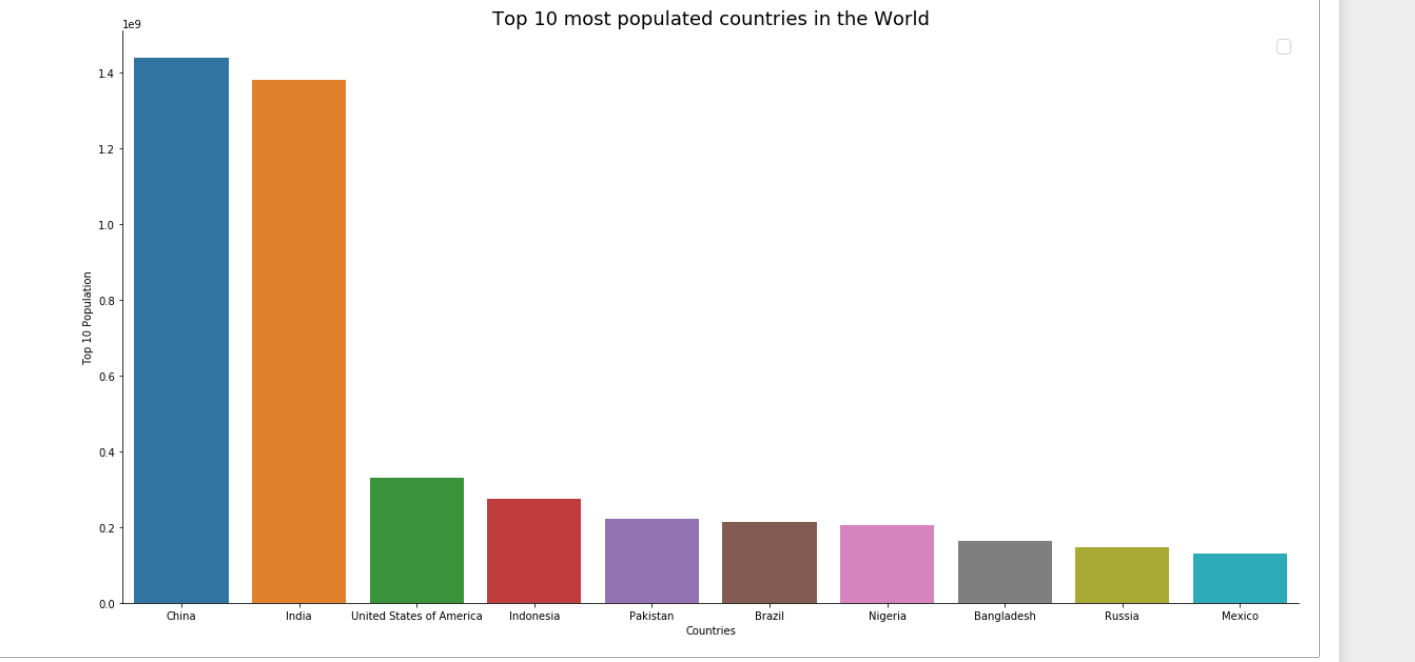 Top 10 most populated countries in the World
1e9
1.4
1.2
1.0
0.8
0.6
0.4
0.2
0.0
Top 10 Population
China India United States of America Indonesia Pakistan Brazil Nigeria Bangladesh Russia Mexico
Countries